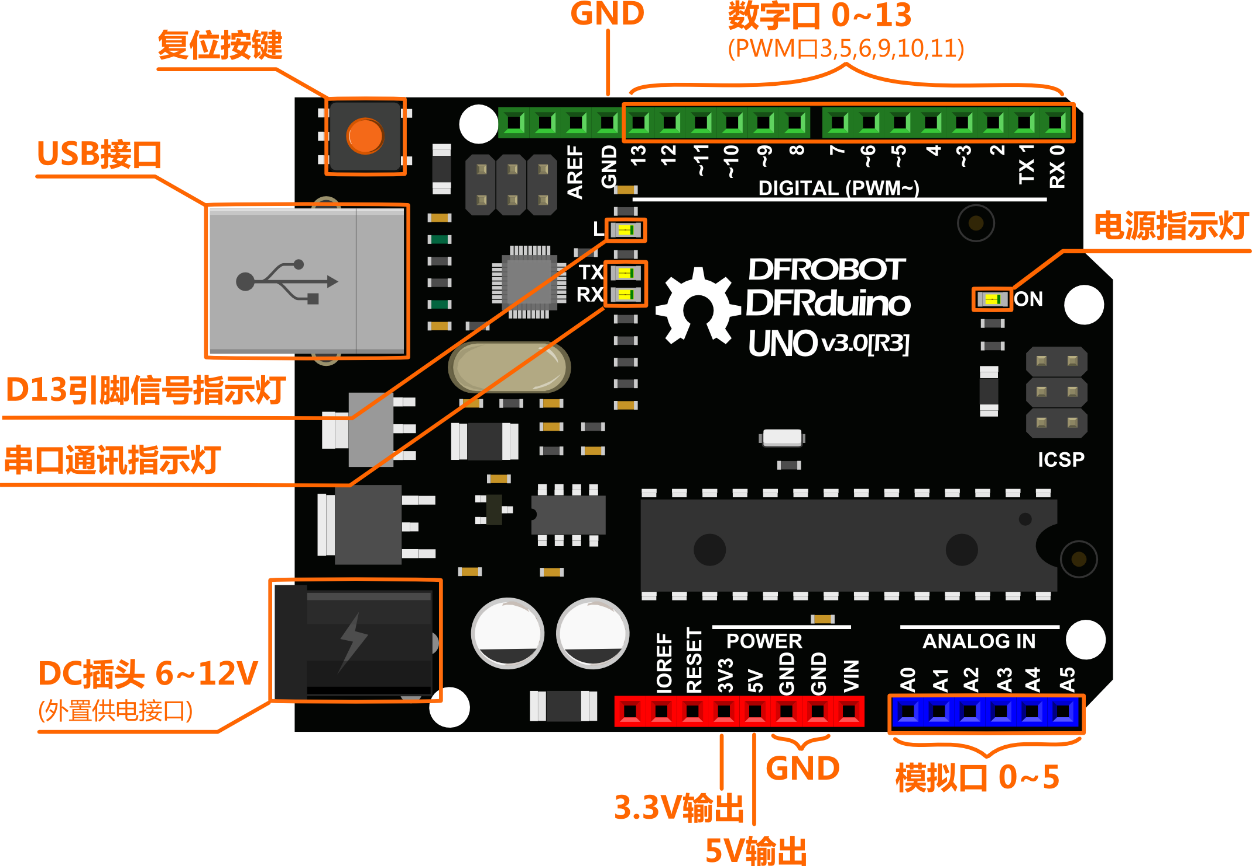 GND
数字口 0~13
(PWM口3,5,6,9,10,11)
复位按键
USB接口
AREF
GND
13
12
~11
~10
~9
8
7
~6
~5
4
~3
2
TX 1
RX 0
DIGITAL (PWM~)
电源指示灯
L
TX
RX
DFROBOT
DFRduino
UNO v3.0[R3]
ON
D13引脚信号指示灯
串口通讯指示灯
ICSP
DC插头 6~12V
(外置供电接口)
POWER
ANALOG IN
IOREF
RESET
3V3
5V
GND
GND
VIN
A0
A1
A2
A3
A4
A5
GND
模拟口 0~5
3.3V输出
5V输出